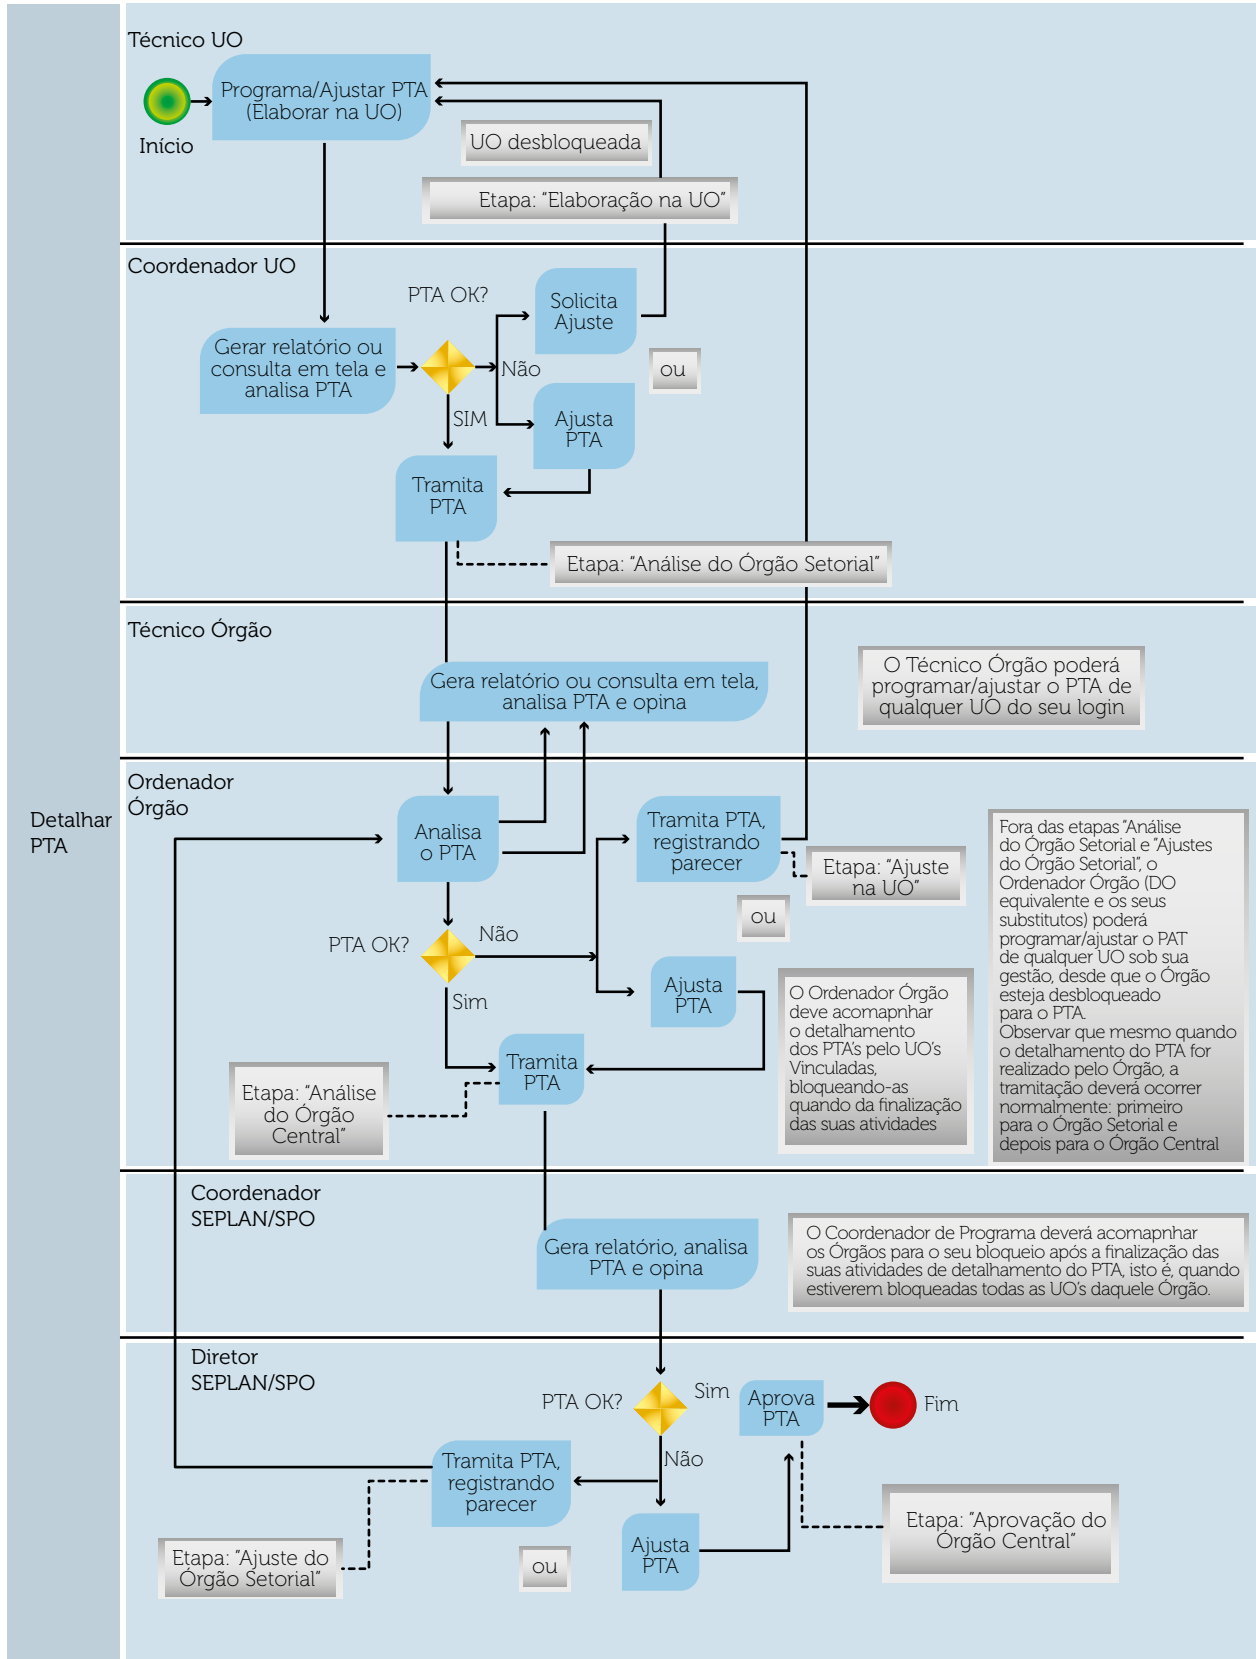 Detalhar
PTA
Técnico UO
Início
Programa/Ajustar PTA
(Elaborar na UO)
UO desbloqueada
Etapa: "Elaboração na UO"
Coordenador UO
PTA OK?
Solicita
Ajuste
Gerar relatório ou
consulta em tela e
analisa PTA
Não
ou
SIM
Ajusta
PTA
Tramita
PTA
Etapa: "Análise do Órgão Setorial"
Técnico Órgão
Gera relatório ou consulta em tela,
analisa PTA e opina
O Técnico Órgão poderá
programar/ajustar o PTA de
qualquer UO do seu login
Ordenador
Órgão
Analisa
o PTA
Tramita PTA,
registrando
parecer
Etapa: "Ajuste
na UO"
ou
PTA OK?
Não
Sim
Ajusta
PTA
Tramita
PTA
Etapa: "Análise
do Órgão
Central"
O Ordenador Órgão
deve acomapnhar
o detalhamento
dos PTA's pelo UO's
Vinculadas,
bloqueando-as
quando da finalização
das suas atividades
Fora das etapas "Análise
do Órgão Setorial e "Ajustes
do Órgão Setorial", o
Ordenador Órgão (DO
equivalente e os seus
substitutos) poderá
programar/ajustar o PAT
de qualquer UO sob sua
gestão, desde que o Órgão
esteja desbloqueado
para o PTA.
Observar que mesmo quando
o detalhamento do PTA for
realizado pelo Órgão, a
tramitação deverá ocorrer
normalmente: primeiro
para o Órgão Setorial e
depois para o Órgão Central
Coordenador
SEPLAN/SPO
Gera relatório, analisa
PTA e opina
O Coordenador de Programa deverá acomapnhar
os Órgãos para o seu bloqueio após a finalização das
suas atividades de detalhamento do PTA, isto é, quando
estiverem bloqueadas todas as UO's daquele Órgão.
Diretor
SEPLAN/SPO
PTA OK?
Sim
Aprova
PTA
Fim
Não
Tramita PTA,
registrando
parecer
Etapa: "Ajuste do
Órgão Setorial"
ou
Ajusta
PTA
Etapa: "Aprovação do
Órgão Central"